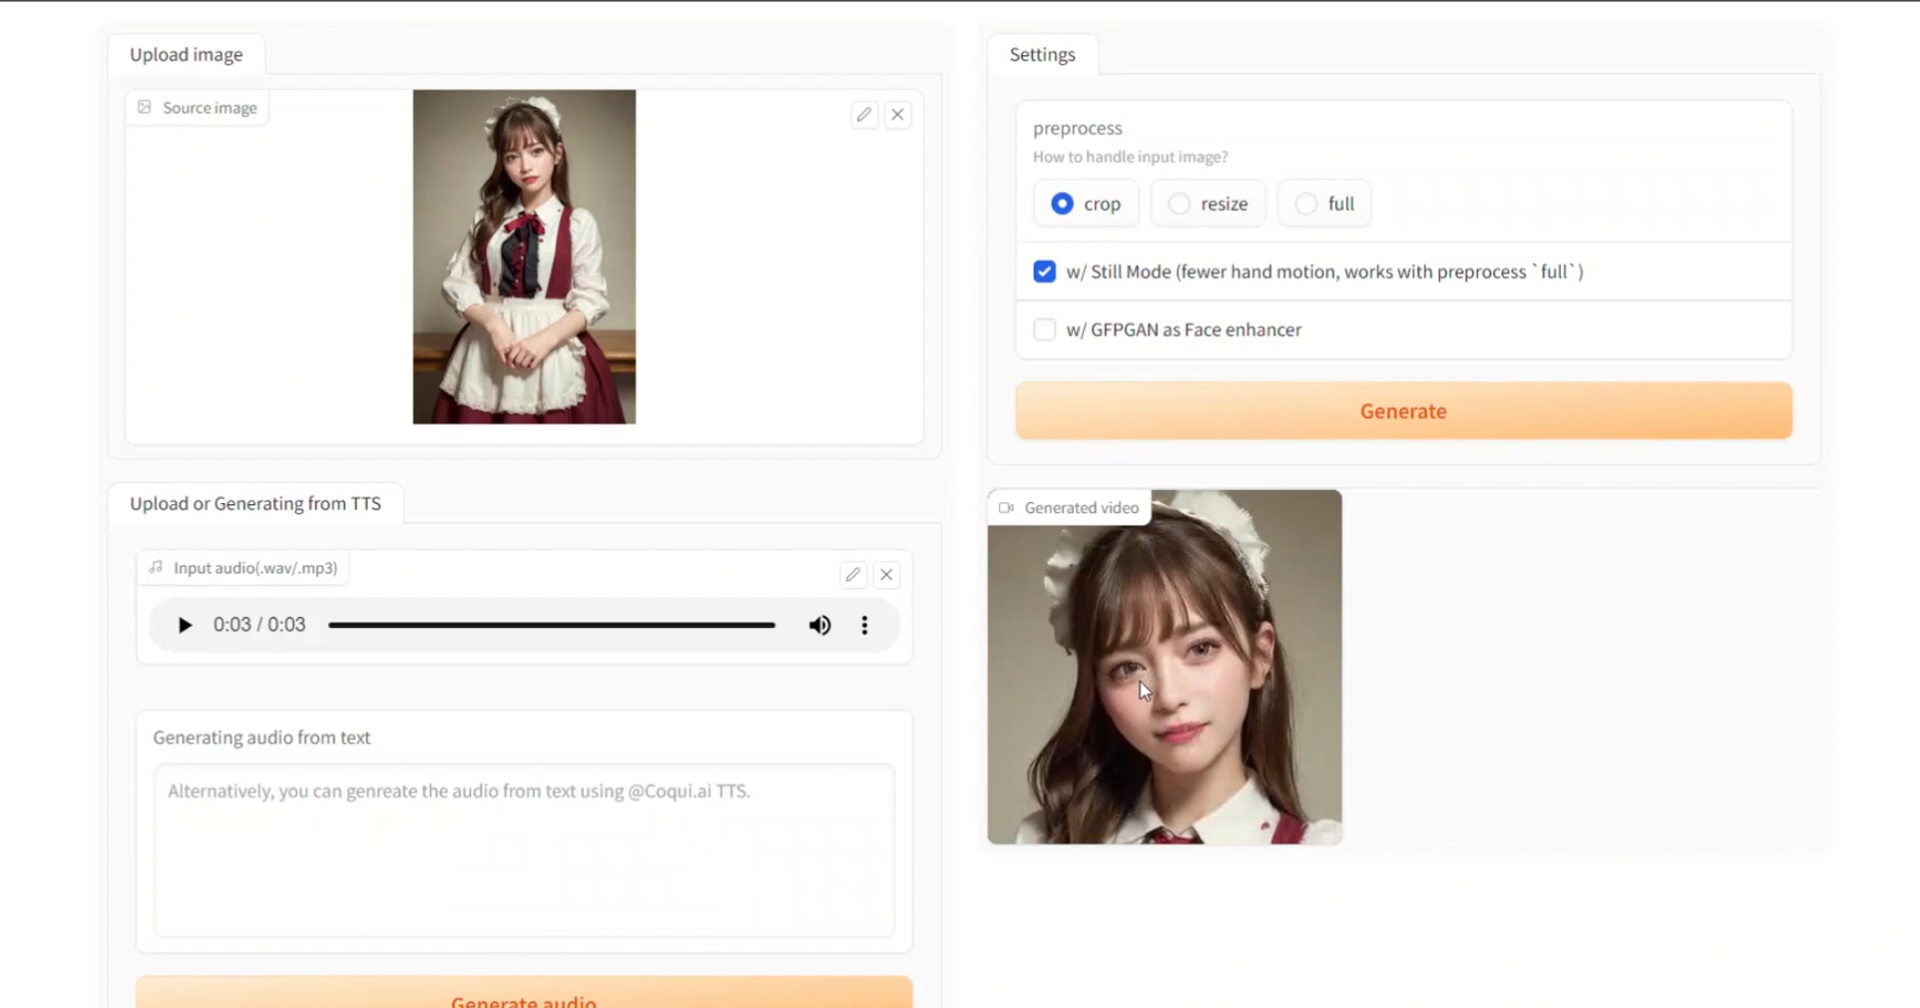 Upload image
Source image
Upload or Generating from TTS
Input audio(.wav/.mp3)
0:03 / 0:03
Generating audio from text
Alternatively, you can genreate the audio from text using @Coqui.ai TTS.
Generate audio
Settings
preprocess
How to handle input image?
crop resize full
w/ Still Mode (fewer hand motion, works with preprocess `full`)
w/ GFPGAN as Face enhancer
Generate
Generated video